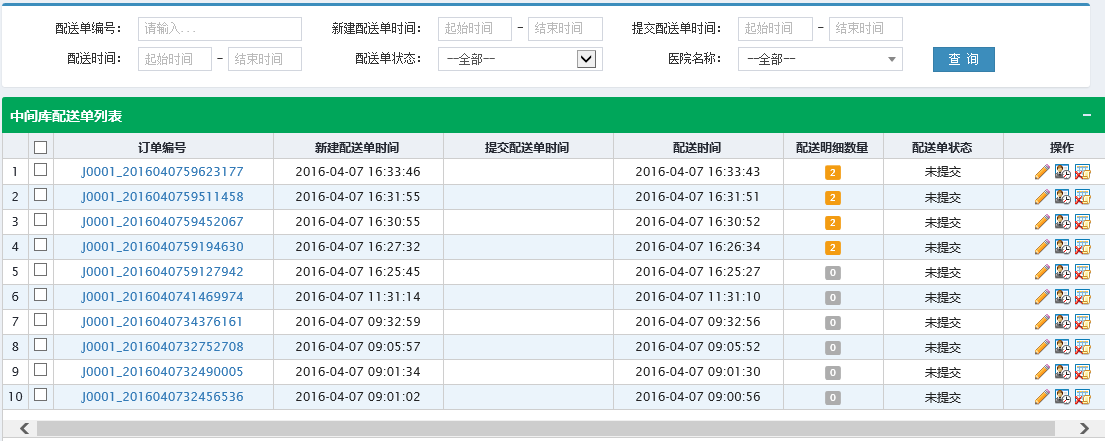 配送单编号： 请输入... 新建配送单时间： 起始时间 - 结束时间 提交配送单时间： 起始时间 - 结束时间
配送时间： 起始时间 - 结束时间 配送单状态： --全部-- 医院名称： --全部-- 查 询
中间库配送单列表
订单编号 新建配送单时间 提交配送单时间 配送时间 配送明细数量 配送单状态 操作
1 J0001_2016040759623177 2016-04-07 16:33:46 2016-04-07 16:33:43 2 未提交
2 J0001_2016040759511458 2016-04-07 16:31:55 2016-04-07 16:31:51 2 未提交
3 J0001_2016040759452067 2016-04-07 16:30:55 2016-04-07 16:30:52 2 未提交
4 J0001_2016040759194630 2016-04-07 16:27:32 2016-04-07 16:26:34 2 未提交
5 J0001_2016040759127942 2016-04-07 16:25:45 2016-04-07 16:25:27 0 未提交
6 J0001_2016040741469974 2016-04-07 11:31:14 2016-04-07 11:31:10 0 未提交
7 J0001_2016040734376161 2016-04-07 09:32:59 2016-04-07 09:32:56 0 未提交
8 J0001_2016040732752708 2016-04-07 09:05:57 2016-04-07 09:05:52 0 未提交
9 J0001_2016040732490005 2016-04-07 09:01:34 2016-04-07 09:01:30 0 未提交
10 J0001_2016040732456536 2016-04-07 09:01:02 2016-04-07 09:00:56 0 未提交